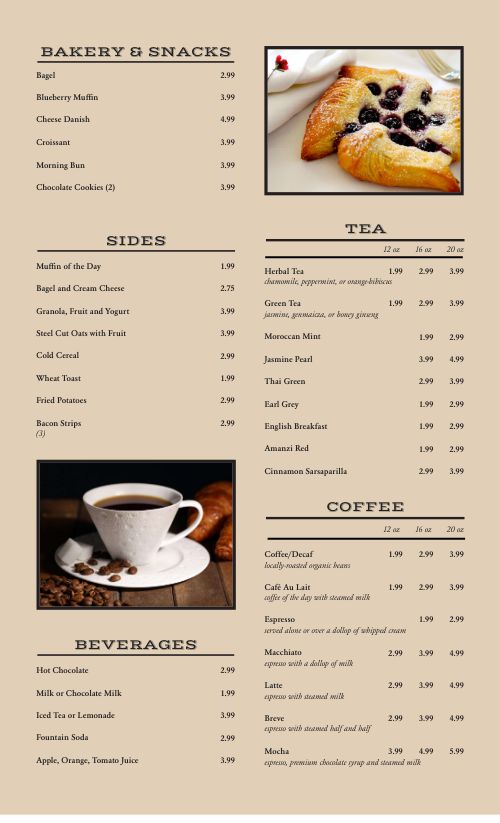 BAKERY & SNACKS
Bagel 2.99
Blueberry Muffin 3.99
Cheese Danish 4.99
Croissant 3.99
Morning Bun 3.99
Chocolate Cookies (2) 3.99
SIDES
Muffin of the Day 1.99
Bagel and Cream Cheese 2.75
Granola, Fruit and Yogurt 3.99
Steel Cut Oats with Fruit 3.99
Cold Cereal 2.99
Wheat Toast 1.99
Fried Potatoes 2.99
Bacon Strips 2.99
(3)
BEVERAGES
Hot Chocolate 2.99
Milk or Chocolate Milk 1.99
Iced Tea or Lemonade 3.99
Fountain Soda 2.99
Apple, Orange, Tomato Juice 3.99
TEA
12 oz 16 oz 20 oz
Herbal Tea 1.99 2.99 3.99
chamomile, peppermint, or orange-hibiscus
Green Tea 1.99 2.99 3.99
jasmine, genmaicza, or honey ginseng
Moroccan Mint 1.99 2.99
Jasmine Pearl 3.99 4.99
Thai Green 2.99 3.99
Earl Grey 1.99 2.99
English Breakfast 1.99 2.99
Amanzi Red 1.99 2.99
Cinnamon Sarsaparilla 2.99 3.99
COFFEE
12 oz 16 oz 20 oz
Coffee/Decaf 1.99 2.99 3.99
locally-roasted organic beans
Café Au Lait 1.99 2.99 3.99
coffee of the day with steamed milk
Espresso 1.99 2.99
served alone or over a dollop of whipped cream
Macchiato 2.99 3.99 4.99
espresso with a dollop of milk
Latte 2.99 3.99 4.99
espresso with steamed milk
Breve 2.99 3.99 4.99
espresso with steamed half and half
Mocha 3.99 4.99 5.99
espresso, premium chocolate syrup and steamed milk